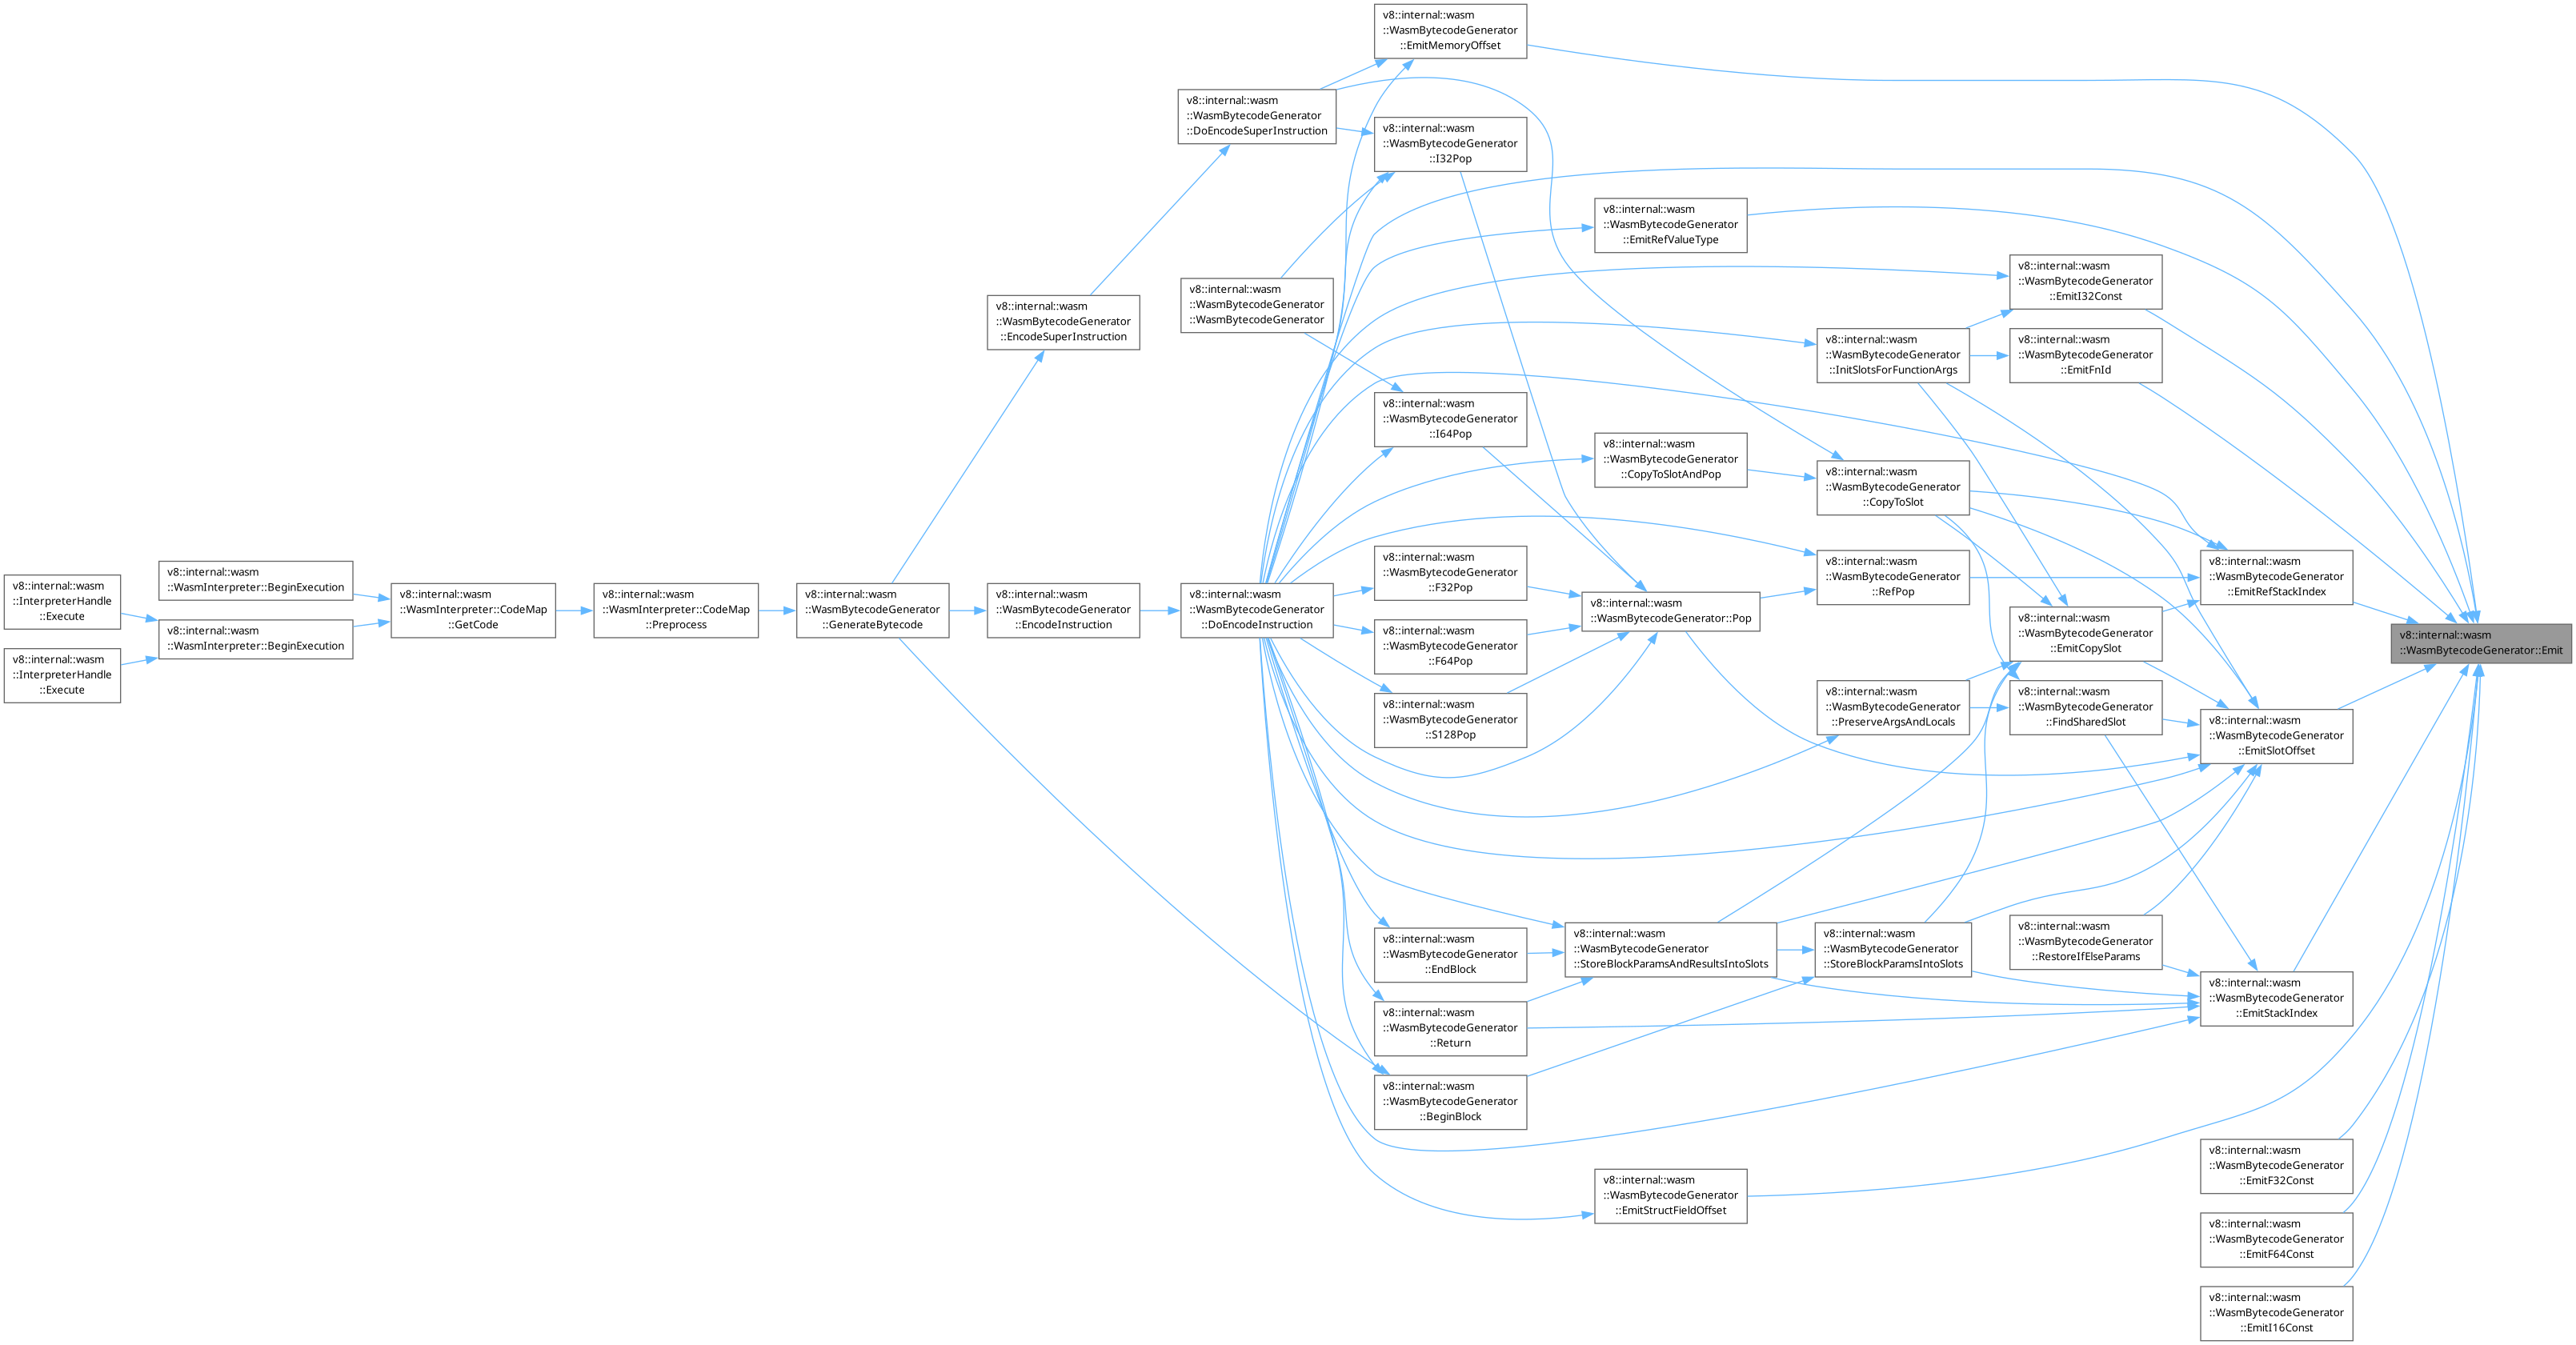 v8::internal::wasm
::InterpreterHandle
::Execute
v8::internal::wasm
::InterpreterHandle
::Execute
v8::internal::wasm
::WasmInterpreter::BeginExecution
v8::internal::wasm
::WasmInterpreter::BeginExecution
v8::internal::wasm
::WasmInterpreter::CodeMap
::GetCode
v8::internal::wasm
::WasmInterpreter::CodeMap
::Preprocess
v8::internal::wasm
::WasmBytecodeGenerator
::GenerateBytecode
v8::internal::wasm
::WasmBytecodeGenerator
::EncodeSuperInstruction
v8::internal::wasm
::WasmBytecodeGenerator
::EncodeInstruction
v8::internal::wasm
::WasmBytecodeGenerator
::DoEncodeSuperInstruction
v8::internal::wasm
::WasmBytecodeGenerator
::WasmBytecodeGenerator
v8::internal::wasm
::WasmBytecodeGenerator
::DoEncodeInstruction
v8::internal::wasm
::WasmBytecodeGenerator
::EmitMemoryOffset
v8::internal::wasm
::WasmBytecodeGenerator
::I32Pop
v8::internal::wasm
::WasmBytecodeGenerator
::I64Pop
v8::internal::wasm
::WasmBytecodeGenerator
::F32Pop
v8::internal::wasm
::WasmBytecodeGenerator
::F64Pop
v8::internal::wasm
::WasmBytecodeGenerator
::S128Pop
v8::internal::wasm
::WasmBytecodeGenerator
::EndBlock
v8::internal::wasm
::WasmBytecodeGenerator
::Return
v8::internal::wasm
::WasmBytecodeGenerator
::BeginBlock
v8::internal::wasm
::WasmBytecodeGenerator
::EmitRefValueType
v8::internal::wasm
::WasmBytecodeGenerator
::CopyToSlotAndPop
v8::internal::wasm
::WasmBytecodeGenerator::Pop
v8::internal::wasm
::WasmBytecodeGenerator
::StoreBlockParamsAndResultsIntoSlots
v8::internal::wasm
::WasmBytecodeGenerator
::EmitStructFieldOffset
v8::internal::wasm
::WasmBytecodeGenerator
::InitSlotsForFunctionArgs
v8::internal::wasm
::WasmBytecodeGenerator
::CopyToSlot
v8::internal::wasm
::WasmBytecodeGenerator
::RefPop
v8::internal::wasm
::WasmBytecodeGenerator
::PreserveArgsAndLocals
v8::internal::wasm
::WasmBytecodeGenerator
::StoreBlockParamsIntoSlots
v8::internal::wasm
::WasmBytecodeGenerator
::EmitI32Const
v8::internal::wasm
::WasmBytecodeGenerator
::EmitFnId
v8::internal::wasm
::WasmBytecodeGenerator
::EmitCopySlot
v8::internal::wasm
::WasmBytecodeGenerator
::FindSharedSlot
v8::internal::wasm
::WasmBytecodeGenerator
::RestoreIfElseParams
v8::internal::wasm
::WasmBytecodeGenerator
::EmitRefStackIndex
v8::internal::wasm
::WasmBytecodeGenerator
::EmitSlotOffset
v8::internal::wasm
::WasmBytecodeGenerator
::EmitStackIndex
v8::internal::wasm
::WasmBytecodeGenerator
::EmitF32Const
v8::internal::wasm
::WasmBytecodeGenerator
::EmitF64Const
v8::internal::wasm
::WasmBytecodeGenerator
::EmitI16Const
v8::internal::wasm
::WasmBytecodeGenerator::Emit